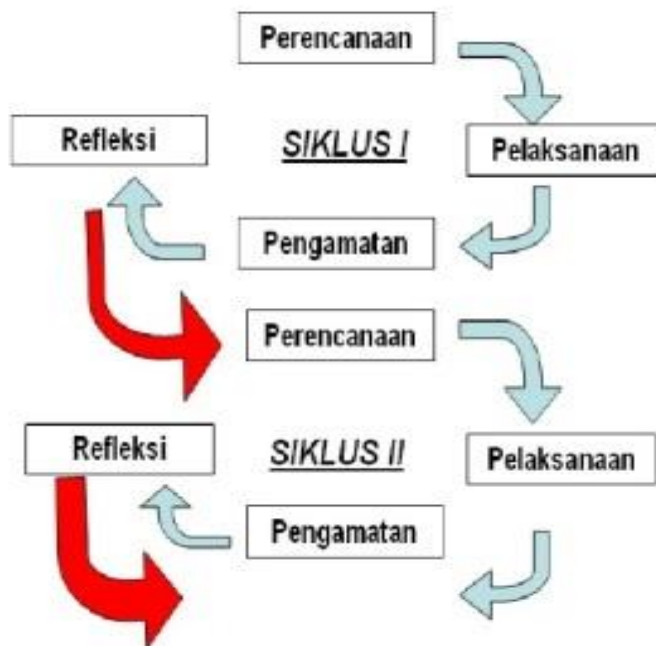 Perencanaan
Refleksi
SIKLUS I
Pelaksanaan
Pengamatan
Perencanaan
Refleksi
SIKLUS II
Pelaksanaan
Pengamatan